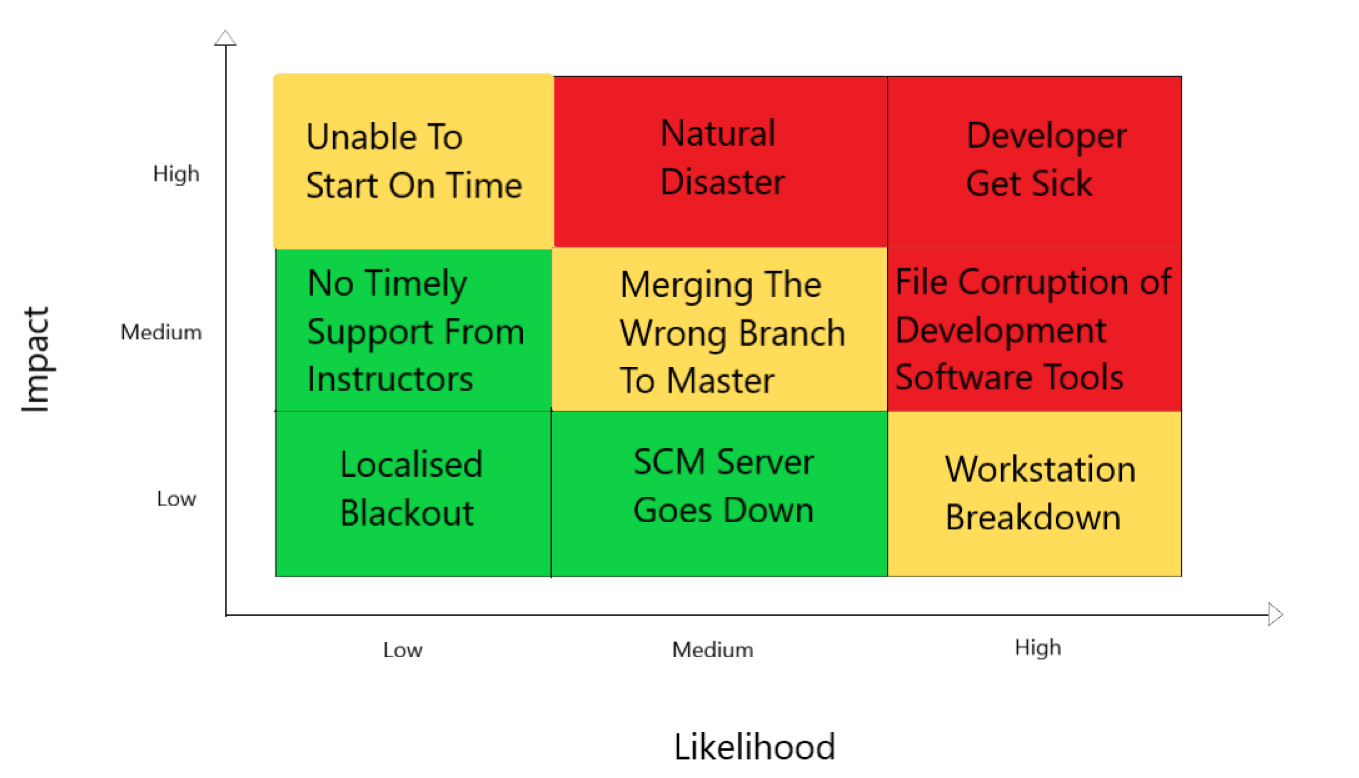 Unable To
Start On Time
Natural
Disaster
Developer
Get Sick
High
No Timely
Support From
Instructors
Merging The
Wrong Branch
To Master
File Corruption of
Development
Software Tools
Medium
Impact
Localised
Blackout
SCM Server
Goes Down
Workstation
Breakdown
Low
Low
Medium
High
Likelihood